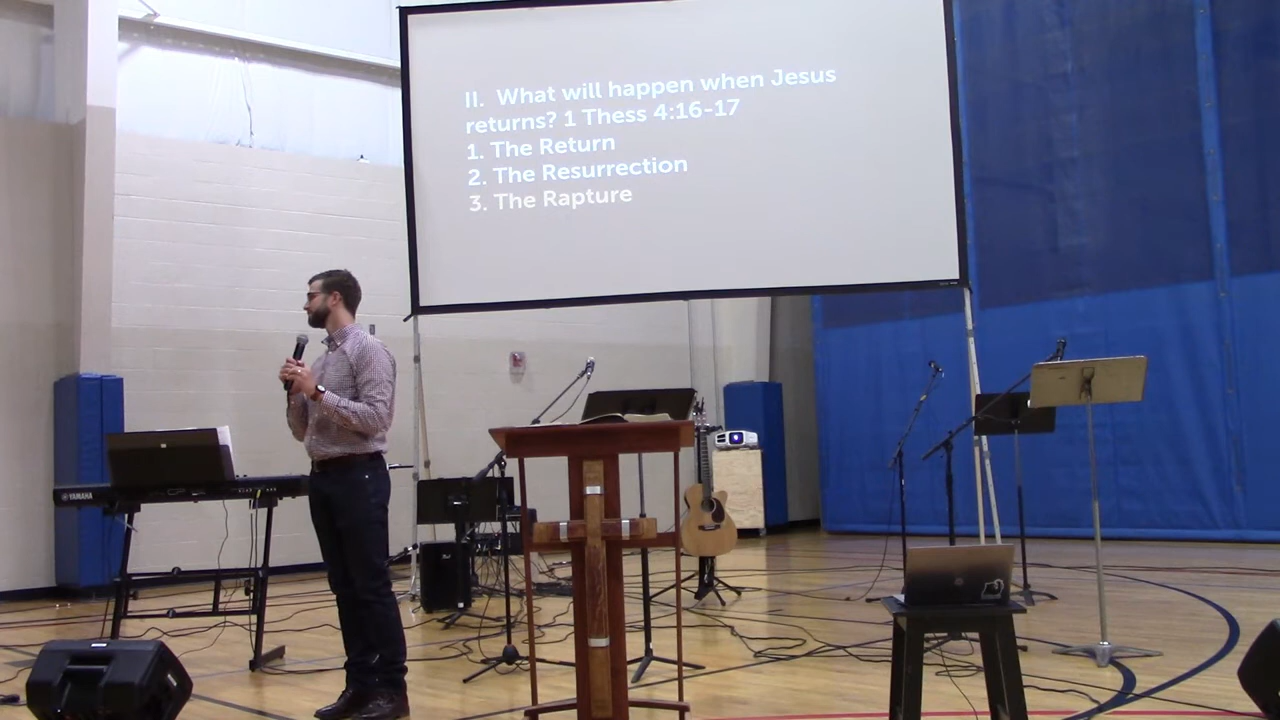 II. What will happen when Jesus
returns? 1 Thess 4:16-17
1. The Return
2. The Resurrection
3. The Rapture
YAMAHA